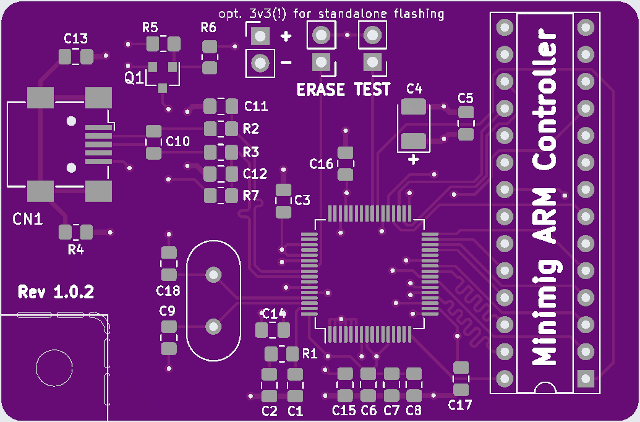 opt. 3v3(!) for standalone flashing
R5
R6
+
C13
Q1
-
ERASE TEST
C4
C5
C11
R2
C10
R3
C16
C12
+
R7
C3
CN1
R4
Minimig ARM Controller
Rev 1.0.2
C18
C9
C14
R1
C2
C1
C15
C6
C7
C8
C17